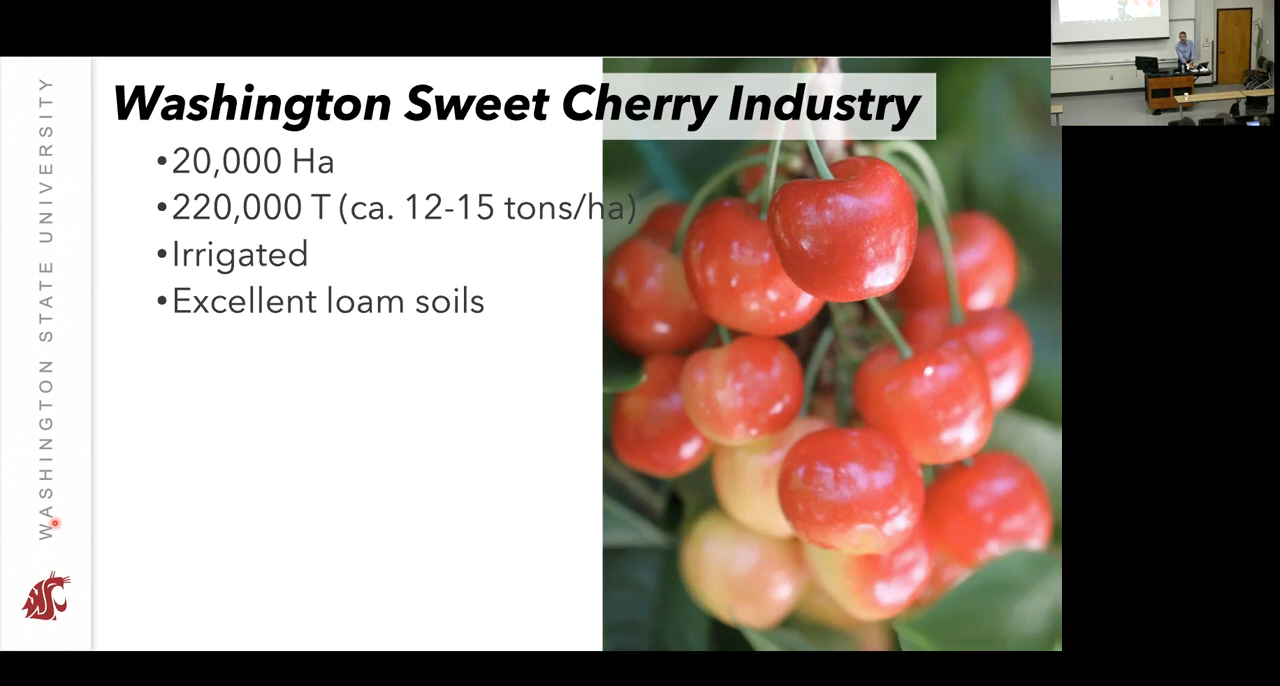 WASHINGTON STATE UNIVERSITY
Washington Sweet Cherry Industry
•20,000 Ha
•220,000 T (ca. 12-15 tons/ha)
•Irrigated
•Excellent loam soils